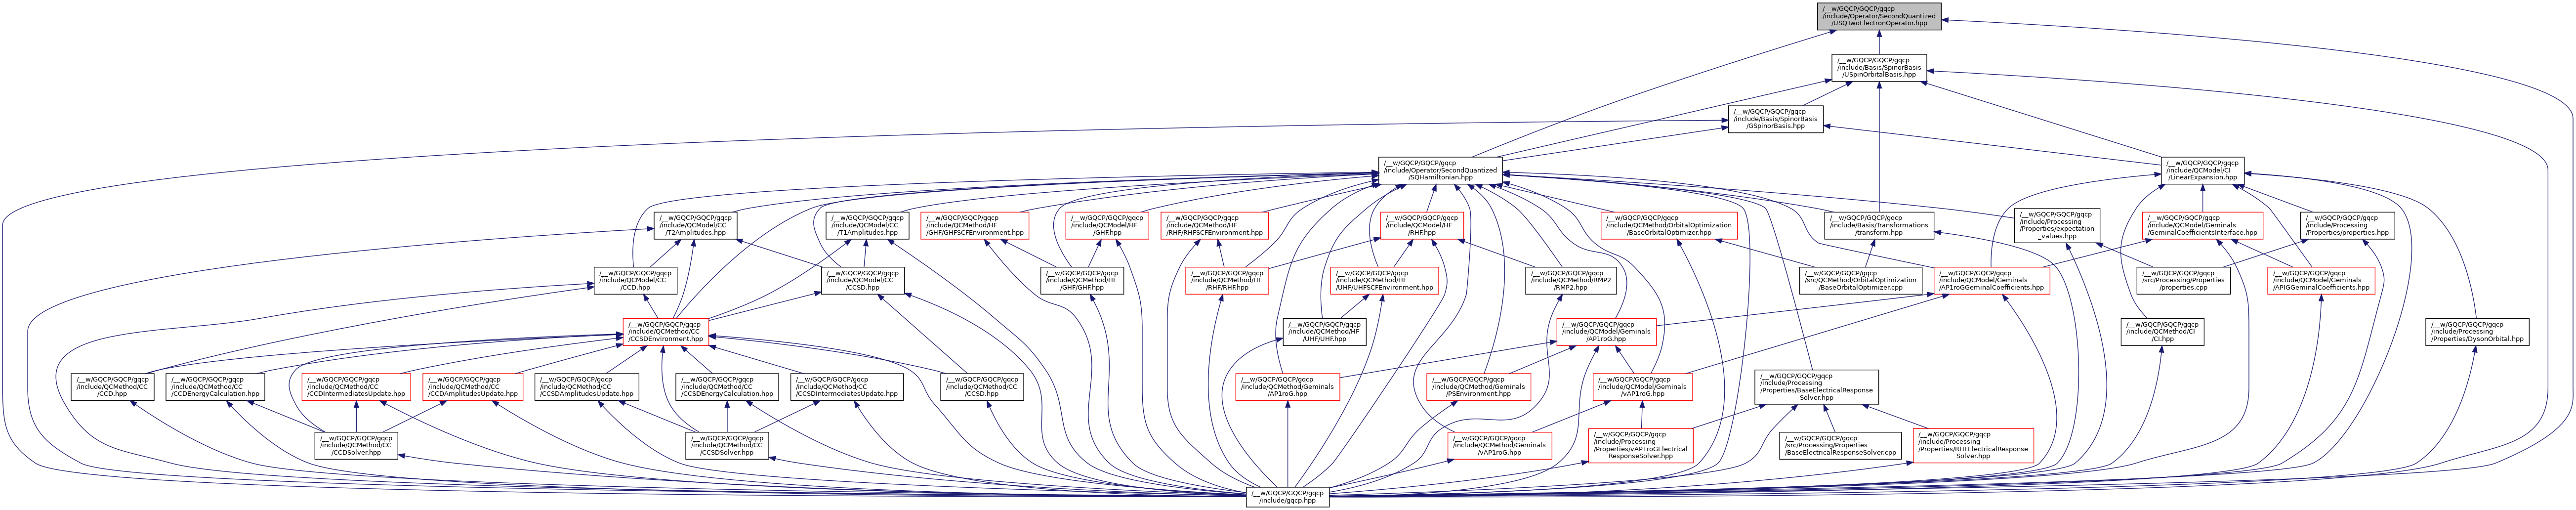 /__w/GQCP/GQCP/gqcp
/include/Operator/SecondQuantized
/USQTwoElectronOperator.hpp
/__w/GQCP/GQCP/gqcp
/include/Basis/SpinorBasis
/USpinOrbitalBasis.hpp
/__w/GQCP/GQCP/gqcp
/include/Basis/SpinorBasis
/GSpinorBasis.hpp
/__w/GQCP/GQCP/gqcp
/include/Operator/SecondQuantized
/SQHamiltonian.hpp
/__w/GQCP/GQCP/gqcp
/include/QCModel/CI
/LinearExpansion.hpp
/__w/GQCP/GQCP/gqcp
/include/QCModel/CC
/T2Amplitudes.hpp
/__w/GQCP/GQCP/gqcp
/include/QCModel/CC
/T1Amplitudes.hpp
/__w/GQCP/GQCP/gqcp
/include/QCMethod/HF
/GHF/GHFSCFEnvironment.hpp
/__w/GQCP/GQCP/gqcp
/include/QCModel/HF
/GHF.hpp
/__w/GQCP/GQCP/gqcp
/include/QCMethod/HF
/RHF/RHFSCFEnvironment.hpp
/__w/GQCP/GQCP/gqcp
/include/QCModel/HF
/RHF.hpp
/__w/GQCP/GQCP/gqcp
/include/QCMethod/OrbitalOptimization
/BaseOrbitalOptimizer.hpp
/__w/GQCP/GQCP/gqcp
/include/Basis/Transformations
/transform.hpp
/__w/GQCP/GQCP/gqcp
/include/Processing
/Properties/expectation
_values.hpp
/__w/GQCP/GQCP/gqcp
/include/QCModel/Geminals
/GeminalCoefficientsInterface.hpp
/__w/GQCP/GQCP/gqcp
/include/Processing
/Properties/properties.hpp
/__w/GQCP/GQCP/gqcp
/include/QCModel/CC
/CCD.hpp
/__w/GQCP/GQCP/gqcp
/include/QCModel/CC
/CCSD.hpp
/__w/GQCP/GQCP/gqcp
/include/QCMethod/HF
/GHF/GHF.hpp
/__w/GQCP/GQCP/gqcp
/include/QCMethod/HF
/RHF/RHF.hpp
/__w/GQCP/GQCP/gqcp
/include/QCMethod/HF
/UHF/UHFSCFEnvironment.hpp
/__w/GQCP/GQCP/gqcp
/include/QCMethod/RMP2
/RMP2.hpp
/__w/GQCP/GQCP/gqcp
/src/QCMethod/OrbitalOptimization
/BaseOrbitalOptimizer.cpp
/__w/GQCP/GQCP/gqcp
/include/QCModel/Geminals
/AP1roGGeminalCoefficients.hpp
/__w/GQCP/GQCP/gqcp
/src/Processing/Properties
/properties.cpp
/__w/GQCP/GQCP/gqcp
/include/QCModel/Geminals
/APIGGeminalCoefficients.hpp
/__w/GQCP/GQCP/gqcp
/include/QCMethod/CC
/CCSDEnvironment.hpp
/__w/GQCP/GQCP/gqcp
/include/QCMethod/HF
/UHF/UHF.hpp
/__w/GQCP/GQCP/gqcp
/include/QCModel/Geminals
/AP1roG.hpp
/__w/GQCP/GQCP/gqcp
/include/QCMethod/CI
/CI.hpp
/__w/GQCP/GQCP/gqcp
/include/Processing
/Properties/DysonOrbital.hpp
/__w/GQCP/GQCP/gqcp
/include/QCMethod/CC
/CCD.hpp
/__w/GQCP/GQCP/gqcp
/include/QCMethod/CC
/CCDEnergyCalculation.hpp
/__w/GQCP/GQCP/gqcp
/include/QCMethod/CC
/CCDIntermediatesUpdate.hpp
/__w/GQCP/GQCP/gqcp
/include/QCMethod/CC
/CCDAmplitudesUpdate.hpp
/__w/GQCP/GQCP/gqcp
/include/QCMethod/CC
/CCSDAmplitudesUpdate.hpp
/__w/GQCP/GQCP/gqcp
/include/QCMethod/CC
/CCSDEnergyCalculation.hpp
/__w/GQCP/GQCP/gqcp
/include/QCMethod/CC
/CCSDIntermediatesUpdate.hpp
/__w/GQCP/GQCP/gqcp
/include/QCMethod/CC
/CCSD.hpp
/__w/GQCP/GQCP/gqcp
/include/QCMethod/Geminals
/AP1roG.hpp
/__w/GQCP/GQCP/gqcp
/include/QCMethod/Geminals
/PSEnvironment.hpp
/__w/GQCP/GQCP/gqcp
/include/QCModel/Geminals
/vAP1roG.hpp
/__w/GQCP/GQCP/gqcp
/include/Processing
/Properties/BaseElectricalResponse
Solver.hpp
/__w/GQCP/GQCP/gqcp
/include/QCMethod/CC
/CCDSolver.hpp
/__w/GQCP/GQCP/gqcp
/include/QCMethod/CC
/CCSDSolver.hpp
/__w/GQCP/GQCP/gqcp
/include/QCMethod/Geminals
/vAP1roG.hpp
/__w/GQCP/GQCP/gqcp
/include/Processing
/Properties/vAP1roGElectrical
ResponseSolver.hpp
/__w/GQCP/GQCP/gqcp
/src/Processing/Properties
/BaseElectricalResponseSolver.cpp
/__w/GQCP/GQCP/gqcp
/include/Processing
/Properties/RHFElectricalResponse
Solver.hpp
/__w/GQCP/GQCP/gqcp
/include/gqcp.hpp